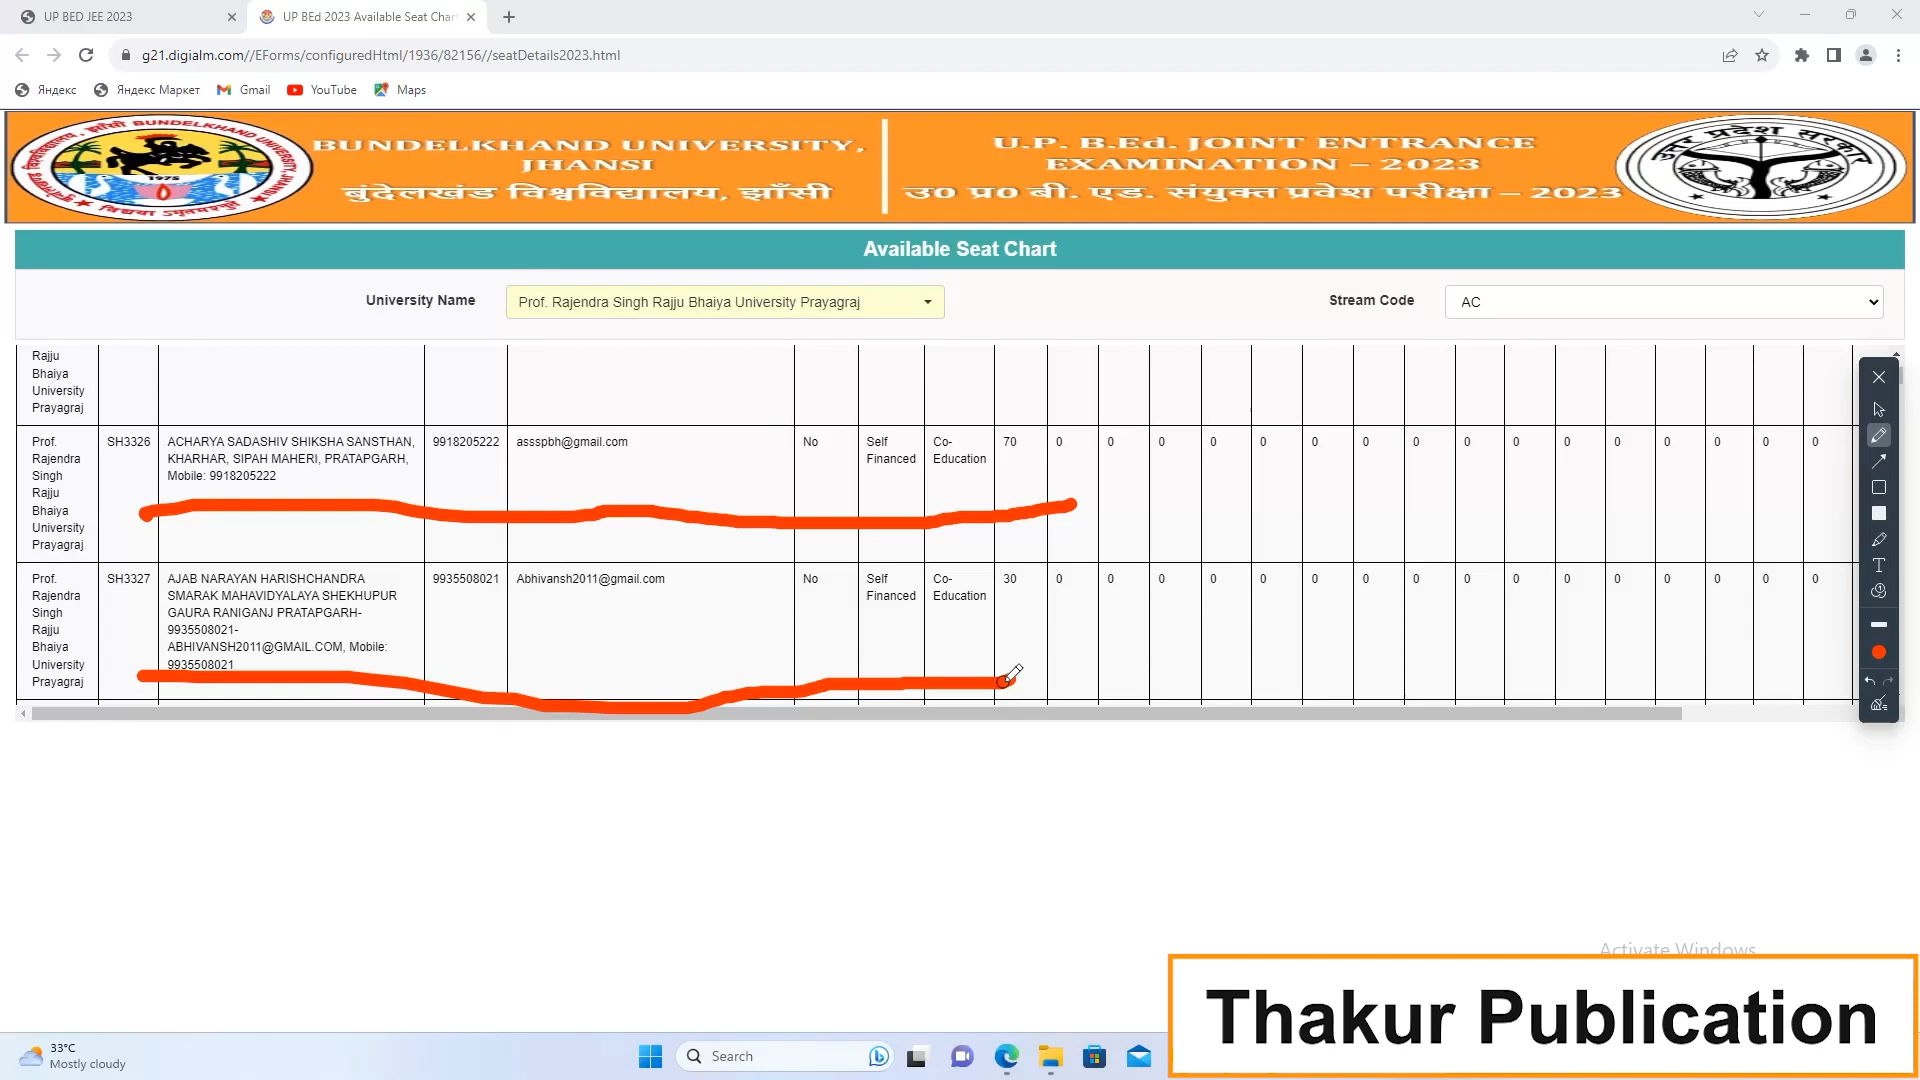 UP BED JEE 2023
UP BEd 2023 Available Seat Char
g21.digialm.com//EForms/configuredHtml/1936/82156//seatDetails2023.html
Яндекс
Яндекс Маркет
Gmail
YouTube
Maps
BUNDELKHAND UNIVERSITY,
JHANSI
बुंदेलखंड विश्वविद्यालय, झाँसी
U.P. B.Ed. JOINT ENTRANCE
EXAMINATION – 2023
उ0 प्र0 बी. एड. संयुक्त प्रवेश परीक्षा – 2023
BUNDELKHAND UNIVERSITY, JHANSI
1975
उत्तर प्रदेश सरकार
Available Seat Chart
University Name
Prof. Rajendra Singh Rajju Bhaiya University Prayagraj
Stream Code
AC
Rajju
Bhaiya
University
Prayagraj
Prof.
Rajendra
Singh
Rajju
Bhaiya
University
Prayagraj
SH3326
ACHARYA SADASHIV SHIKSHA SANSTHAN,
KHARHAR, SIPAH MAHERI, PRATAPGARH,
Mobile: 9918205222
9918205222
assspbh@gmail.com
No
Self
Financed
Co-
Education
70 0 0 0 0 0 0 0 0 0 0 0 0 0 0 0 0
Prof.
Rajendra
Singh
Rajju
Bhaiya
University
Prayagraj
SH3327
AJAB NARAYAN HARISHCHANDRA
SMARAK MAHAVIDYALAYA SHEKHUPUR
GAURA RANIGANJ PRATAPGARH-
9935508021-
ABHIVANSH2011@GMAIL.COM, Mobile:
9935508021
9935508021
Abhivansh2011@gmail.com
No
Self
Financed
Co-
Education
30 0 0 0 0 0 0 0 0 0 0 0 0 0 0 0 0
Activate Windows
Thakur Publication
33°C
Mostly cloudy
Search